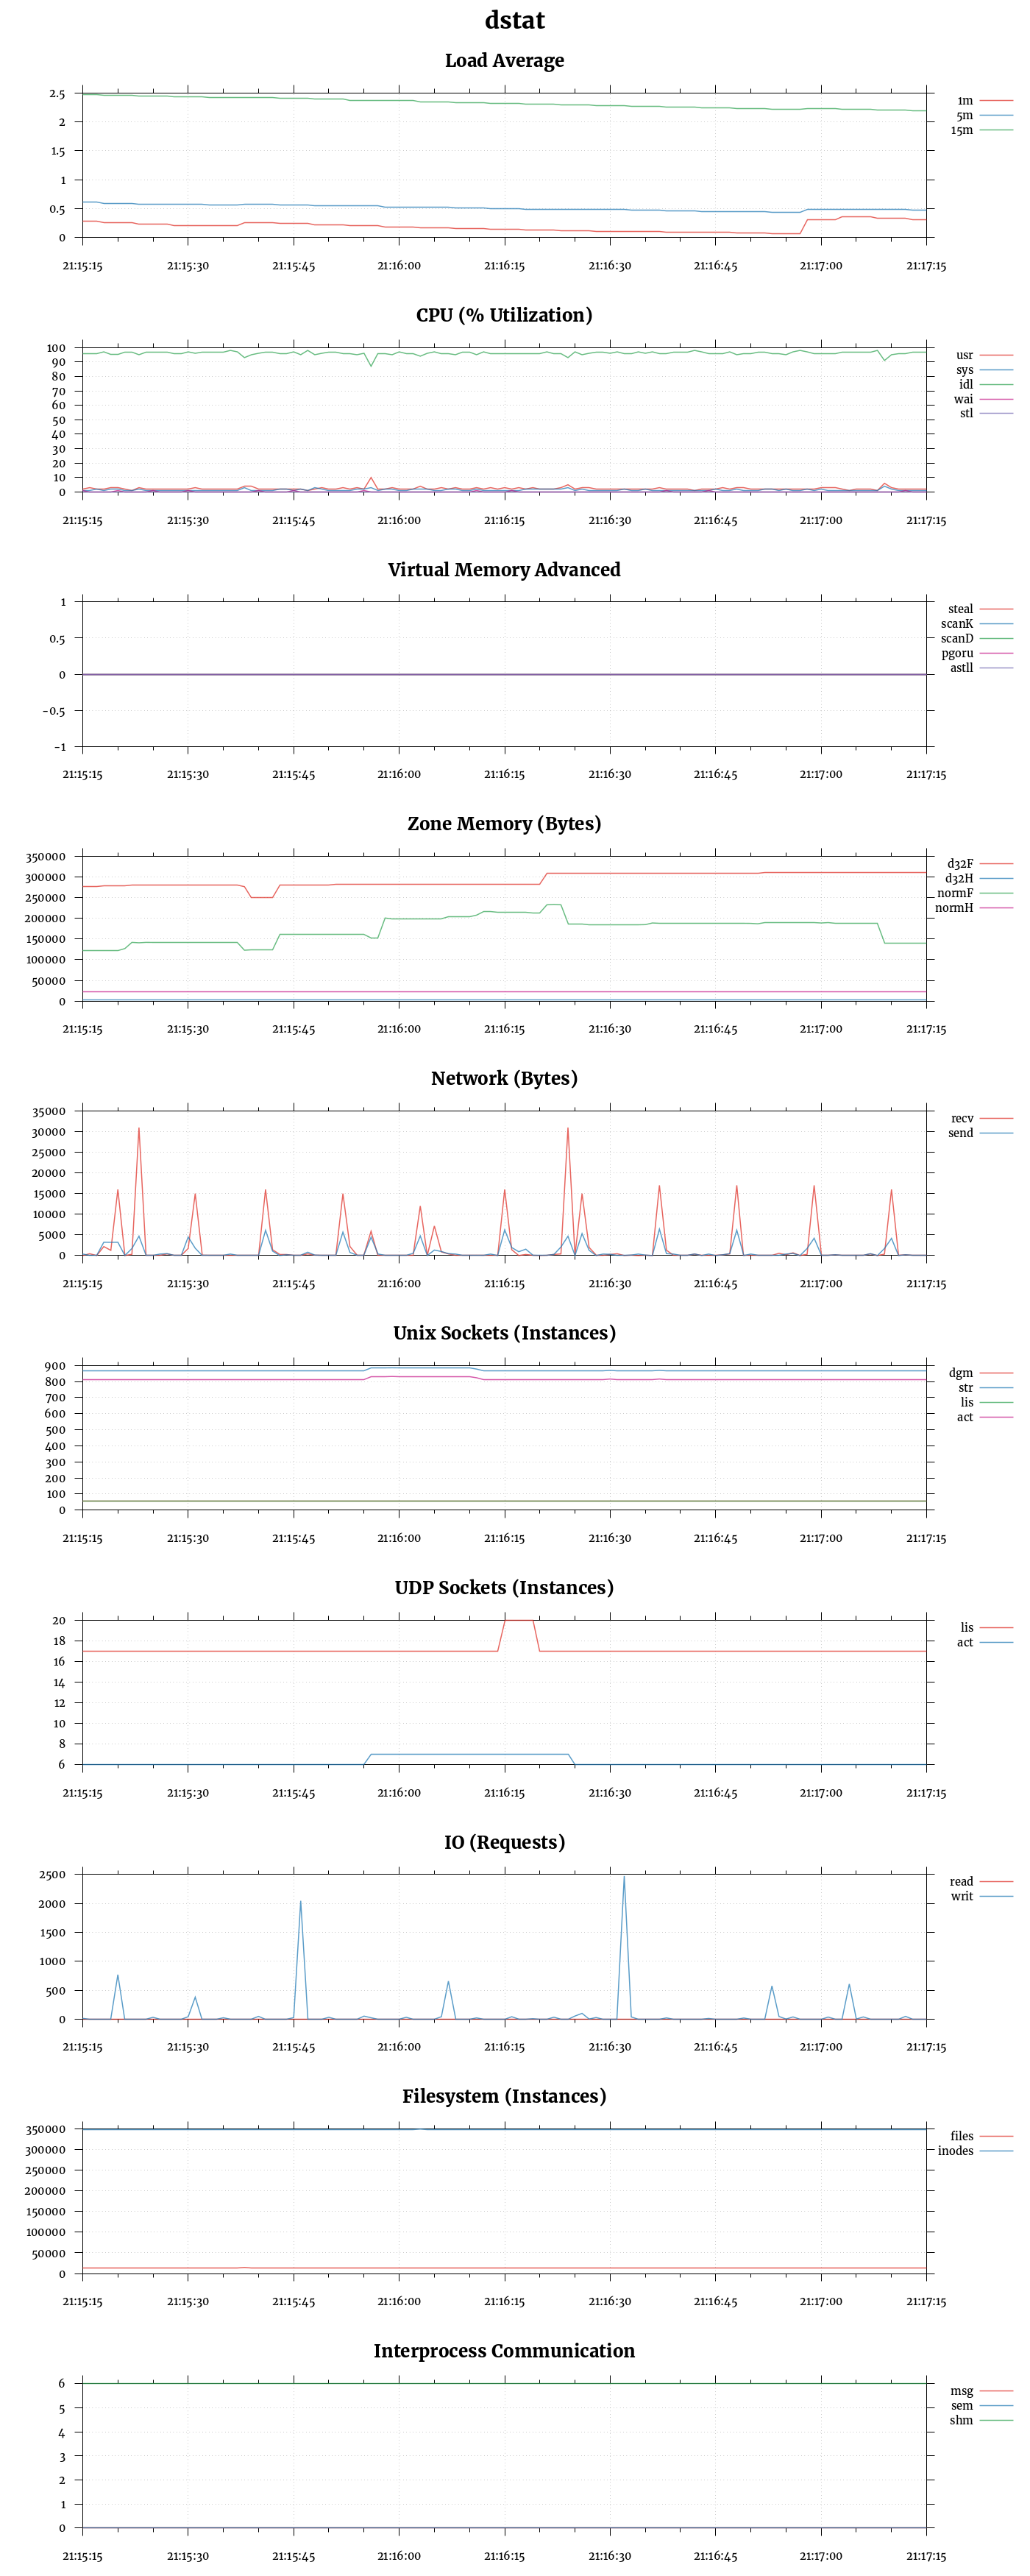 dstat
Load Average
2.5
2
1.5
1
0.5
0
1m
5m
15m
21:15:15 21:15:30 21:15:45 21:16:00 21:16:15 21:16:30 21:16:45 21:17:00 21:17:15
CPU (% Utilization)
100
90
80
70
60
50
40
30
20
10
0
usr
sys
idl
wai
stl
21:15:15 21:15:30 21:15:45 21:16:00 21:16:15 21:16:30 21:16:45 21:17:00 21:17:15
Virtual Memory Advanced
1
0.5
0
-0.5
-1
steal
scanK
scanD
pgoru
astll
21:15:15 21:15:30 21:15:45 21:16:00 21:16:15 21:16:30 21:16:45 21:17:00 21:17:15
Zone Memory (Bytes)
350000
300000
250000
200000
150000
100000
50000
0
d32F
d32H
normF
normH
21:15:15 21:15:30 21:15:45 21:16:00 21:16:15 21:16:30 21:16:45 21:17:00 21:17:15
Network (Bytes)
35000
30000
25000
20000
15000
10000
5000
0
recv
send
21:15:15 21:15:30 21:15:45 21:16:00 21:16:15 21:16:30 21:16:45 21:17:00 21:17:15
Unix Sockets (Instances)
900
800
700
600
500
400
300
200
100
0
dgm
str
lis
act
21:15:15 21:15:30 21:15:45 21:16:00 21:16:15 21:16:30 21:16:45 21:17:00 21:17:15
UDP Sockets (Instances)
20
18
16
14
12
10
8
6
lis
act
21:15:15 21:15:30 21:15:45 21:16:00 21:16:15 21:16:30 21:16:45 21:17:00 21:17:15
IO (Requests)
2500
2000
1500
1000
500
0
read
writ
21:15:15 21:15:30 21:15:45 21:16:00 21:16:15 21:16:30 21:16:45 21:17:00 21:17:15
Filesystem (Instances)
350000
300000
250000
200000
150000
100000
50000
0
files
inodes
21:15:15 21:15:30 21:15:45 21:16:00 21:16:15 21:16:30 21:16:45 21:17:00 21:17:15
Interprocess Communication
6
5
4
3
2
1
0
msg
sem
shm
21:15:15 21:15:30 21:15:45 21:16:00 21:16:15 21:16:30 21:16:45 21:17:00 21:17:15